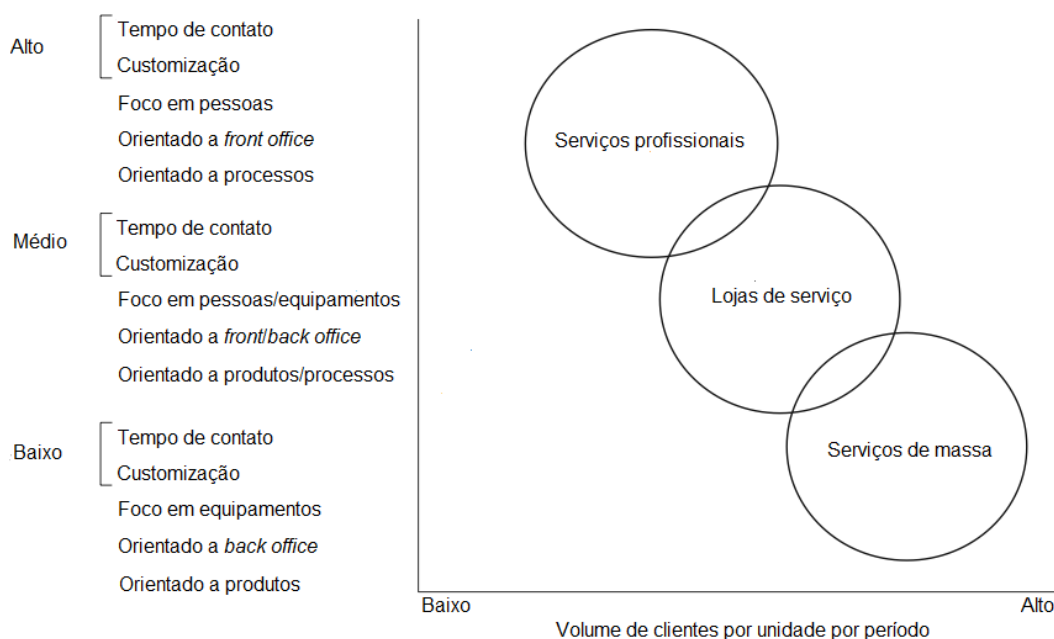 Alto
Tempo de contato
Customização
Foco em pessoas
Orientado a front office
Orientado a processos
Médio
Tempo de contato
Customização
Foco em pessoas/equipamentos
Orientado a front/back office
Orientado a produtos/processos
Baixo
Tempo de contato
Customização
Foco em equipamentos
Orientado a back office
Orientado a produtos
Serviços profissionais
Lojas de serviço
Serviços de massa
Baixo
Alto
Volume de clientes por unidade por período